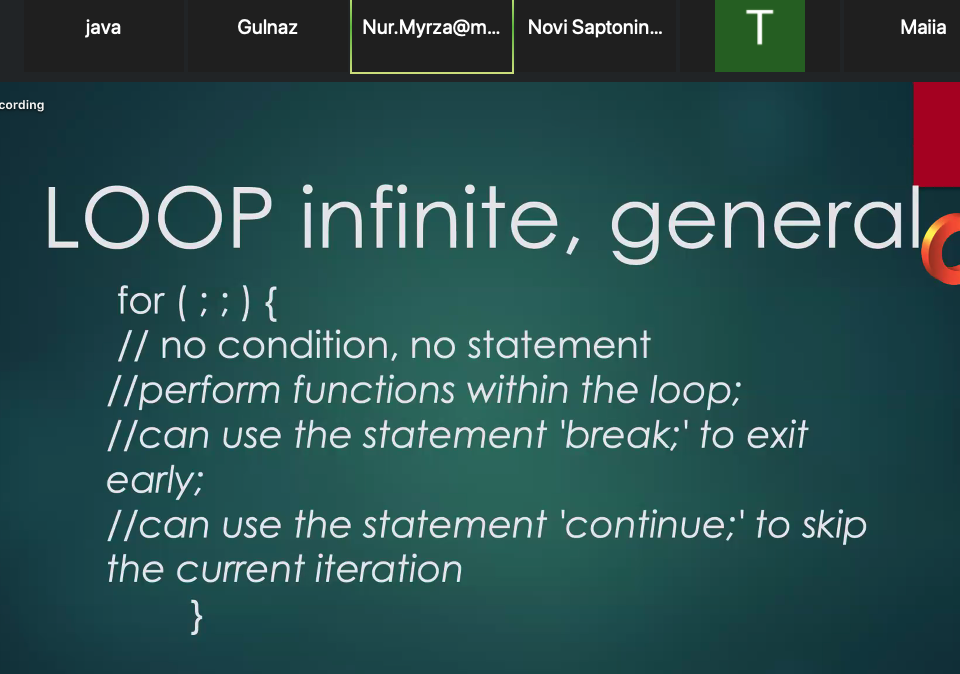 java
Gulnaz
Nur.Myrza@m...
Novi Saptonin...
T
Maiia
cording
LOOP infinite, general
for ( ; ; ) {
// no condition, no statement
//perform functions within the loop;
//can use the statement 'break;' to exit
early;
//can use the statement 'continue;' to skip
the current iteration
}